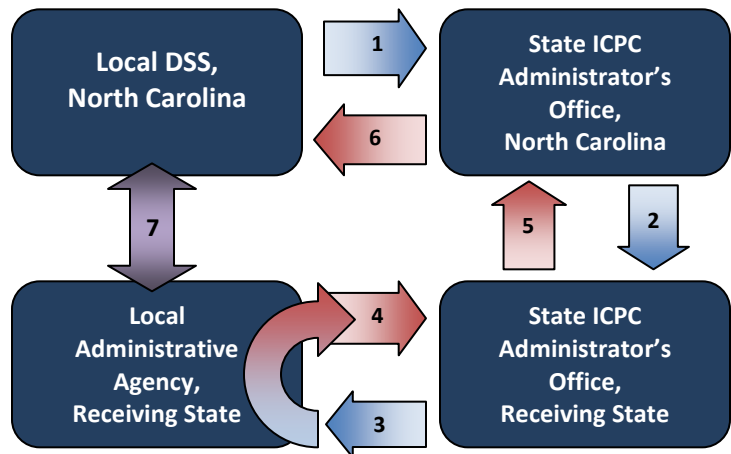 Local DSS,
North Carolina
1
State ICPC
Administrator's
Office,
North Carolina
6
7
5
2
Local
Administrative
Agency,
Receiving State
4
3
State ICPC
Administrator's
Office,
Receiving State